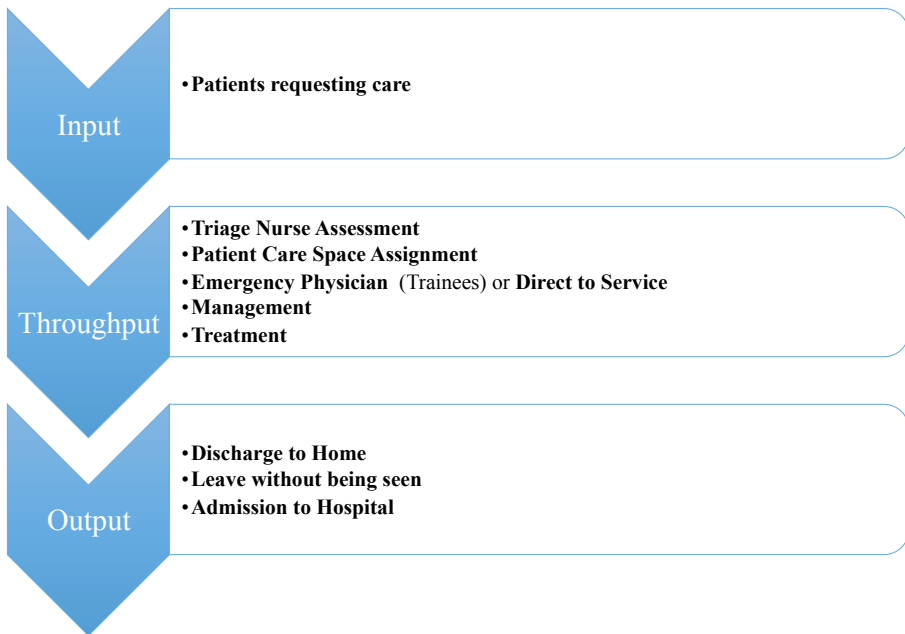 Input
•Patients requesting care
Throughput
•Triage Nurse Assessment
•Patient Care Space Assignment
•Emergency Physician (Trainees) or Direct to Service
•Management
•Treatment
Output
•Discharge to Home
•Leave without being seen
•Admission to Hospital